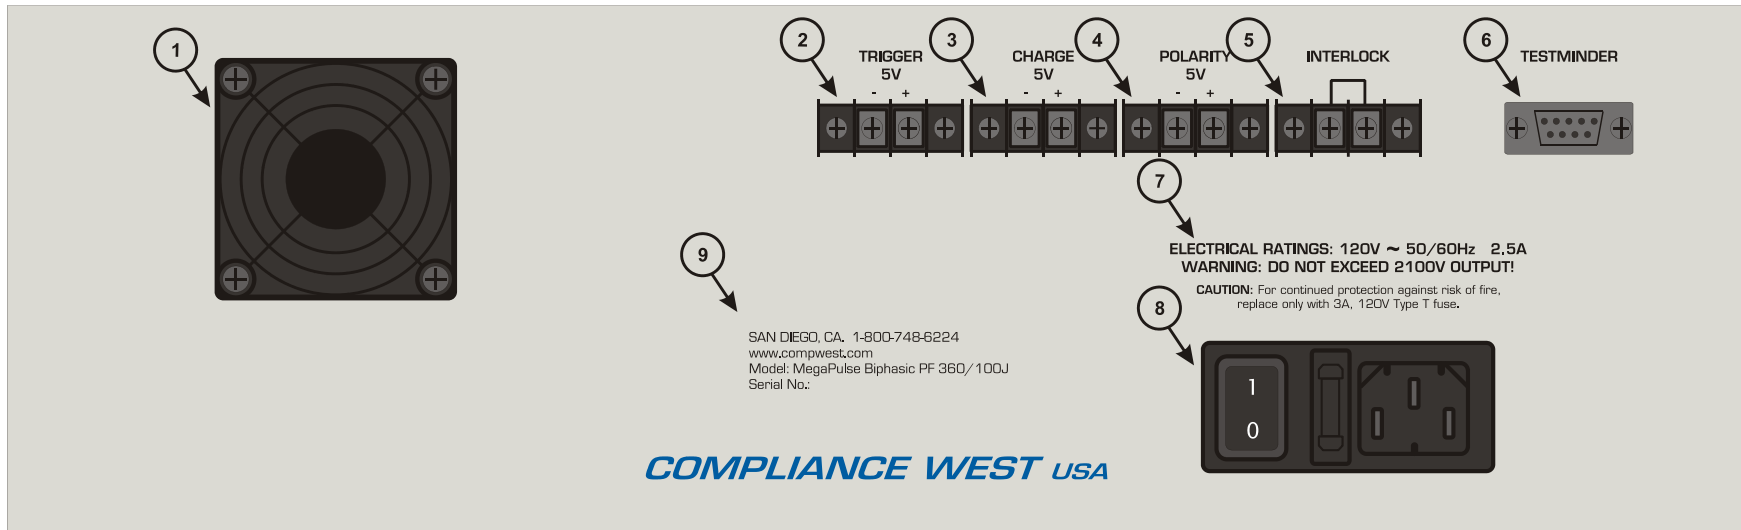 1
2
TRIGGER
5V
- +
3
CHARGE
5V
- +
4
POLARITY
5V
- +
5
INTERLOCK
6
TESTMINDER
7
ELECTRICAL RATINGS: 120V ~ 50/60Hz 2.5A
WARNING: DO NOT EXCEED 2100V OUTPUT!
CAUTION: For continued protection against risk of fire,
replace only with 3A, 120V Type T fuse.
8
1
0
9
SAN DIEGO, CA. 1-800-748-6224
www.compwest.com
Model: MegaPulse Biphasic PF 360/100J
Serial No.:
COMPLIANCE WEST USA